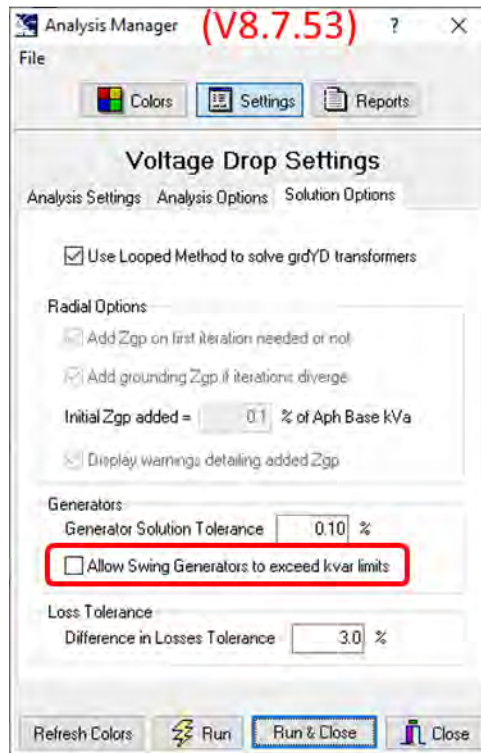 Analysis Manager (V8.7.53) ? ×
File
Colors Settings Reports
Voltage Drop Settings
Analysis Settings Analysis Options Solution Options
Use Looped Method to solve grdYD transformers
Radial Options
Add Zgp on first iteration needed or not
Add grounding Zgp if iterations diverge
Initial Zgp added = 0.1 % of Aph Base kVa
Display warnings detailing added Zgp
Generators
Generator Solution Tolerance 0.10 %
Allow Swing Generators to exceed kvar limits
Loss Tolerance
Difference in Losses Tolerance 3.0 %
Refresh Colors Run Run & Close Close